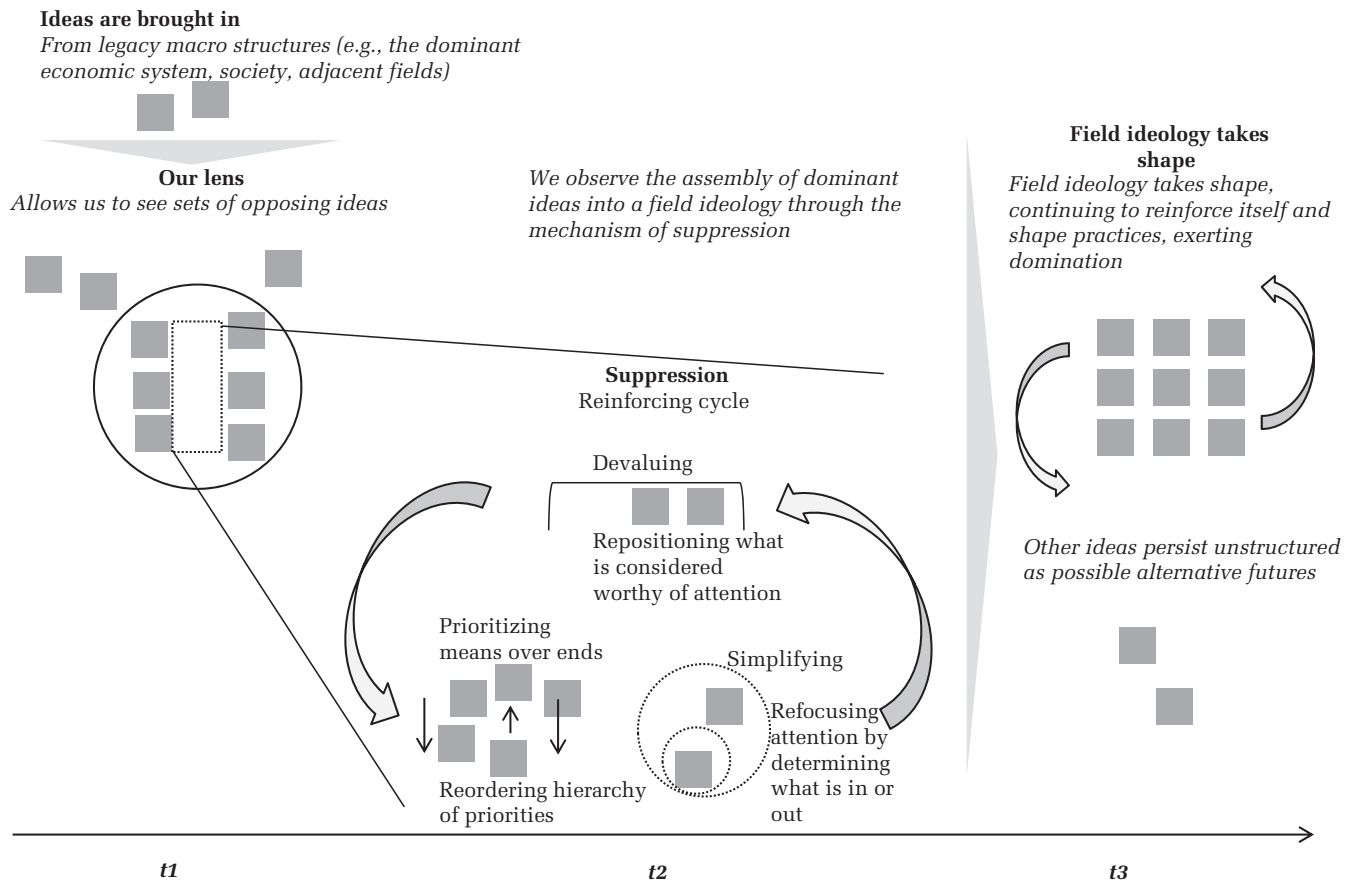 Ideas are brought in
From legacy macro structures (e.g., the dominant
economic system, society, adjacent fields)
Our lens
Allows us to see sets of opposing ideas
We observe the assembly of dominant
ideas into a field ideology through the
mechanism of suppression
Suppression
Reinforcing cycle
Devaluing
Repositioning what
is considered
worthy of attention
Prioritizing
means over ends
Reordering hierarchy
of priorities
Simplifying
Refocusing
attention by
determining
what is in or
out
Field ideology takes
shape
Field ideology takes shape,
continuing to reinforce itself and
shape practices, exerting
domination
Other ideas persist unstructured
as possible alternative futures
t1
t2
t3